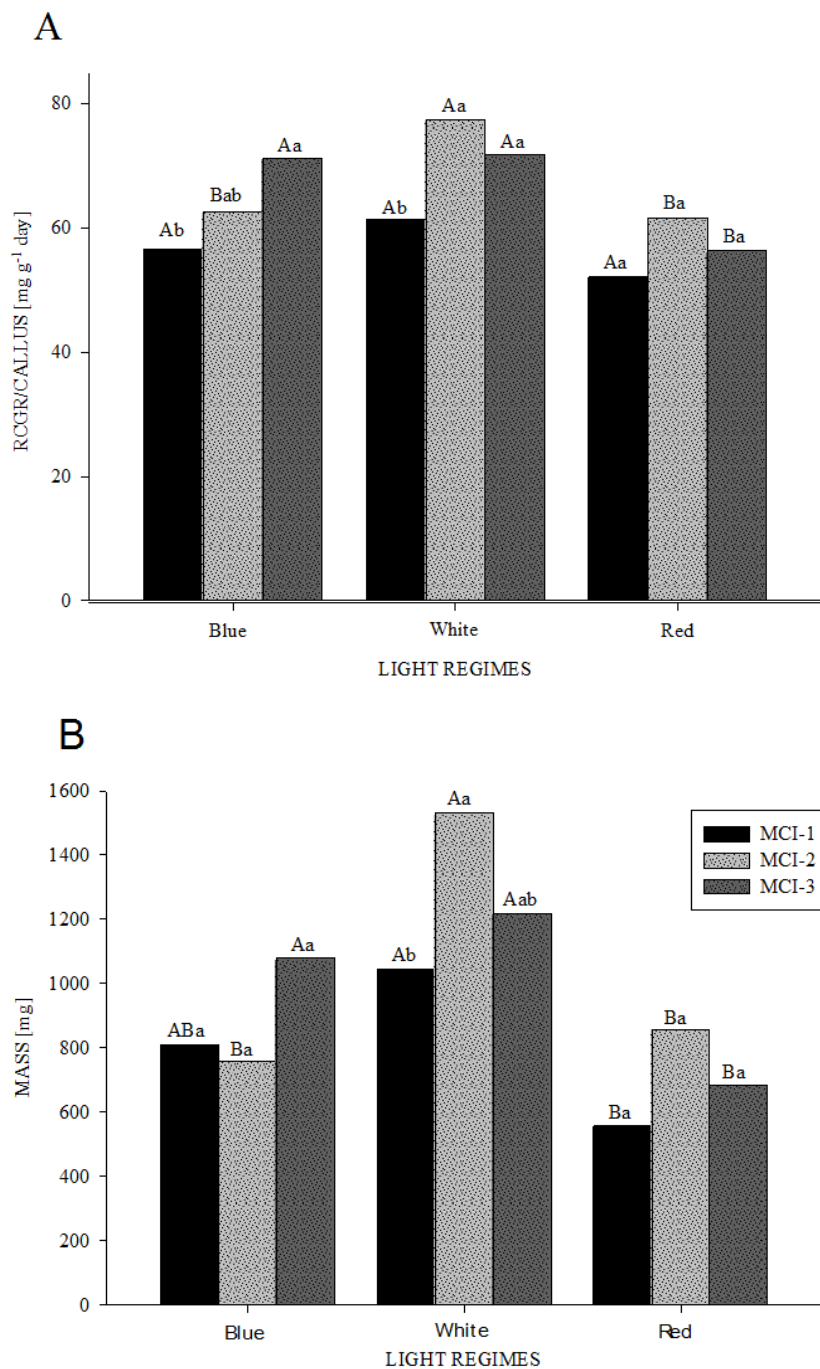 A
RCGR/CALLUS [mg g⁻¹ day]
80
60
40
20
0
Ab
Bab
Aa
Ab
Aa
Aa
Aa
Ba
Ba
Blue White Red
LIGHT REGIMES
B
MASS [mg]
1600
1400
1200
1000
800
600
400
200
0
ABa
Ba
Aa
Ab
Aa
Aab
Ba
Ba
Ba
MCI-1
MCI-2
MCI-3
Blue White Red
LIGHT REGIMES